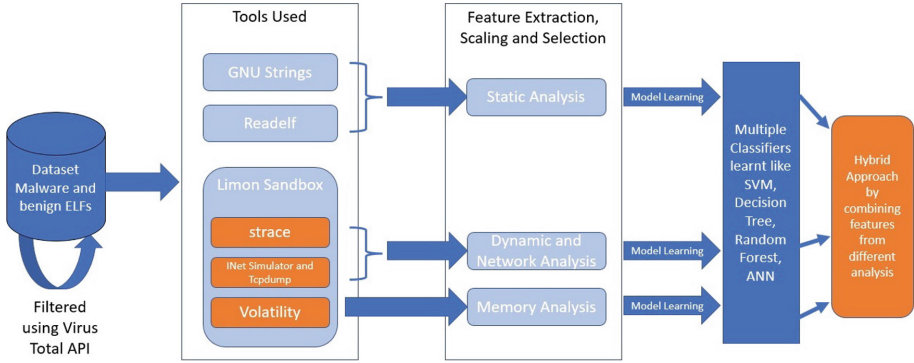 Tools Used
Feature Extraction,
Scaling and Selection
GNU Strings
Readelf
Static Analysis
Model Learning
Dataset
Malware and
benign ELFs
Limon Sandbox
strace
INet Simulator and
Tcpdump
Volatility
Dynamic and
Network Analysis
Model Learning
Memory Analysis
Model Learning
Multiple
Classifiers
learnt like
SVM,
Decision
Tree,
Random
Forest,
ANN
Hybrid
Approach
by
combining
features
from
different
analysis
Filtered
using Virus
Total API